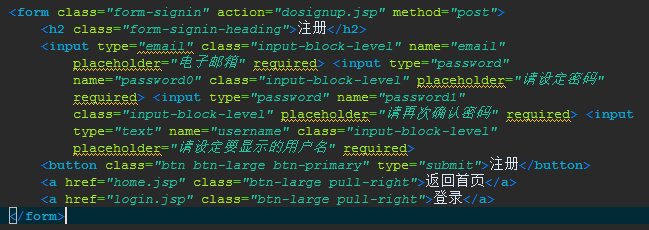 <form class="form-signin" action="dosignup.jsp" method="post">
<h2 class="form-signin-heading">注册</h2>
<input type="email" class="input-block-level" name="email"
placeholder="电子邮箱" required> <input type="password"
name="password0" class="input-block-level" placeholder="请设定密码"
required> <input type="password" name="password1"
class="input-block-level" placeholder="请再次确认密码" required> <input
type="text" name="username" class="input-block-level"
placeholder="请设定要显示的用户名" required>
<button class="btn btn-large btn-primary" type="submit">注册</button>
<a href="home.jsp" class="btn-large pull-right">返回首页</a>
<a href="login.jsp" class="btn-large pull-right">登录</a>
</form>